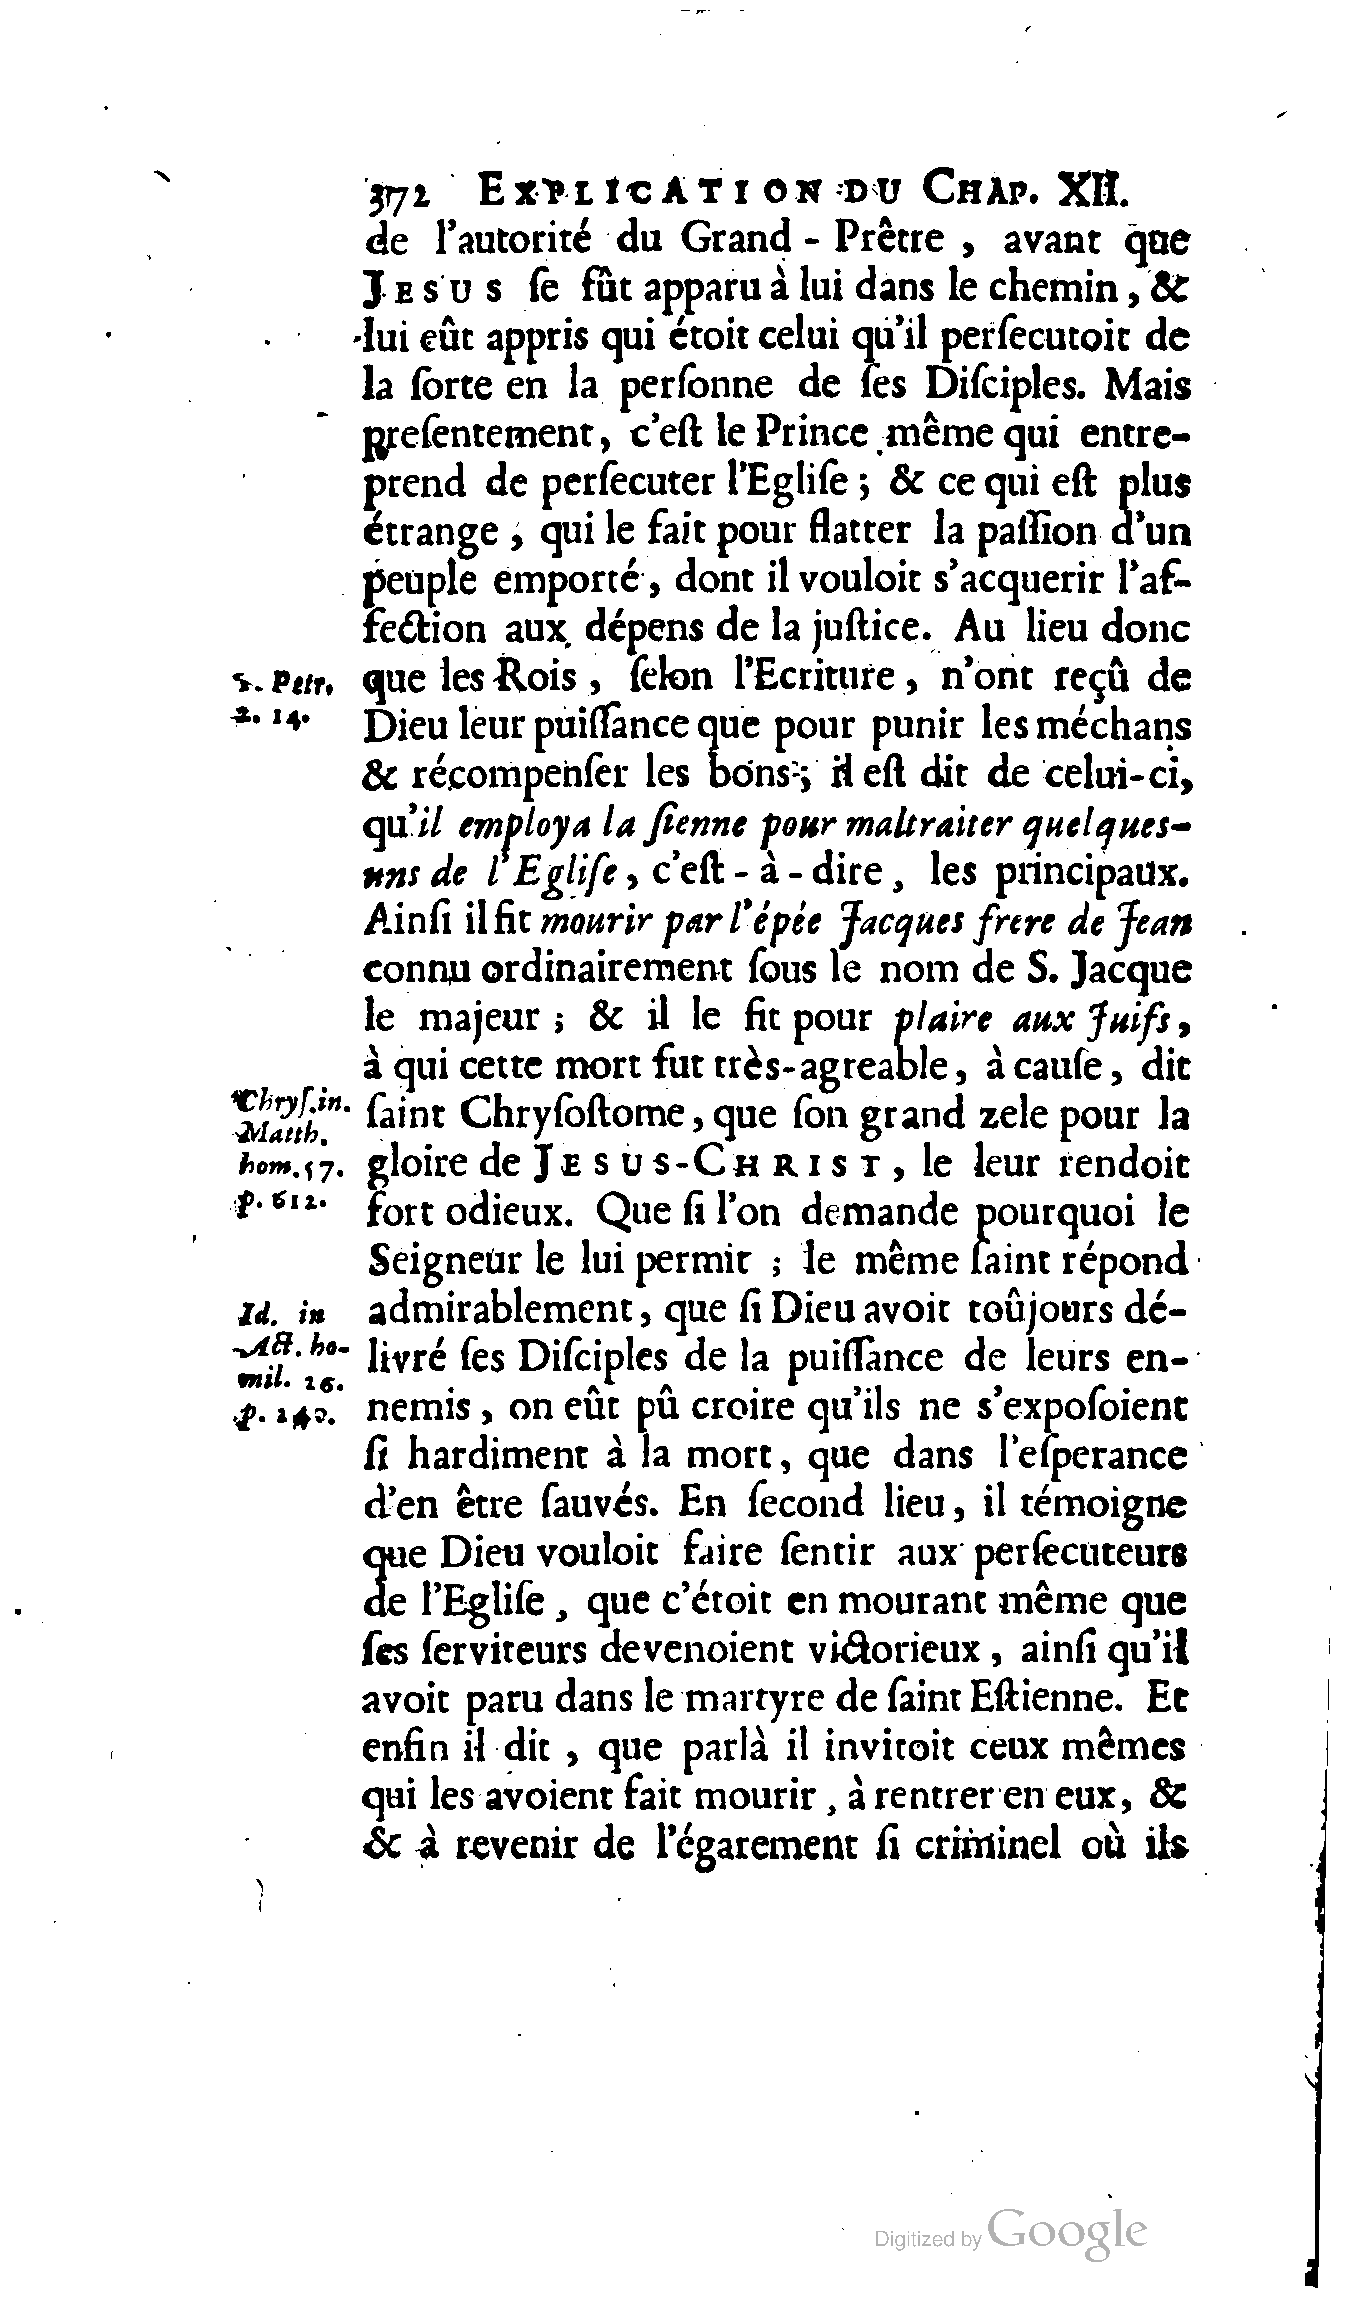 372 EXPLICATION DU CHAP. XII.
de l'autorité du Grand - Prêtre , avant que
JESUS ſe fût apparu à lui dans le chemin, &
lui eût appris qui étoit celui qu'il perſecutoit de
la ſorte en la perſonne de ſes Diſciples. Mais
preſentement, c'eſt le Prince même qui entre-
prend de perſecuter l'Egliſe ; & ce qui eſt plus
étrange , qui le fait pour flatter la paſſion d'un
peuple emporté , dont il vouloit s'acquerir l'af-
fection aux dépens de la juſtice. Au lieu donc
que les Rois , ſelon l'Ecriture , n'ont reçû de
Dieu leur puiſſance que pour punir les méchans
& récompenſer les bons ; il eſt dit de celui-ci,
qu'il employa la ſienne pour maltraiter quelques-
uns de l'Egliſe, c'eſt - à - dire, les principaux.
Ainſi il fit mourir par l'épée Jacques frere de Jean
connu ordinairement ſous le nom de S. Jacque
le majeur ; & il le fit pour plaire aux Juifs,
à qui cette mort fut très-agreable, à cauſe, dit
ſaint Chryſoſtome, que ſon grand zele pour la
gloire de JESUS-CHRIST, le leur rendoit
fort odieux. Que ſi l'on demande pourquoi le
Seigneur le lui permit ; le même ſaint répond
admirablement, que ſi Dieu avoit toûjours dé-
livré ſes Diſciples de la puiſſance de leurs en-
nemis, on eût pû croire qu'ils ne s'expoſoient
ſi hardiment à la mort, que dans l'eſperance
d'en être ſauvés. En ſecond lieu, il témoigne
que Dieu vouloit faire ſentir aux perſecuteurs
de l'Egliſe, que c'étoit en mourant même que
ſes ſerviteurs devenoient victorieux, ainſi qu'il
avoit paru dans le martyre de ſaint Eſtienne. Et
enfin il dit , que parlà il invitoit ceux mêmes
qui les avoient fait mourir, à rentrer en eux, &
& à revenir de l'égarement ſi criminel où ils
Petr.
2. 14.
Chryſ. in
Matth.
hom. 57.
p. 612.
Id. in
Act. ho-
mil. 26.
p. 240.
Digitized by Google